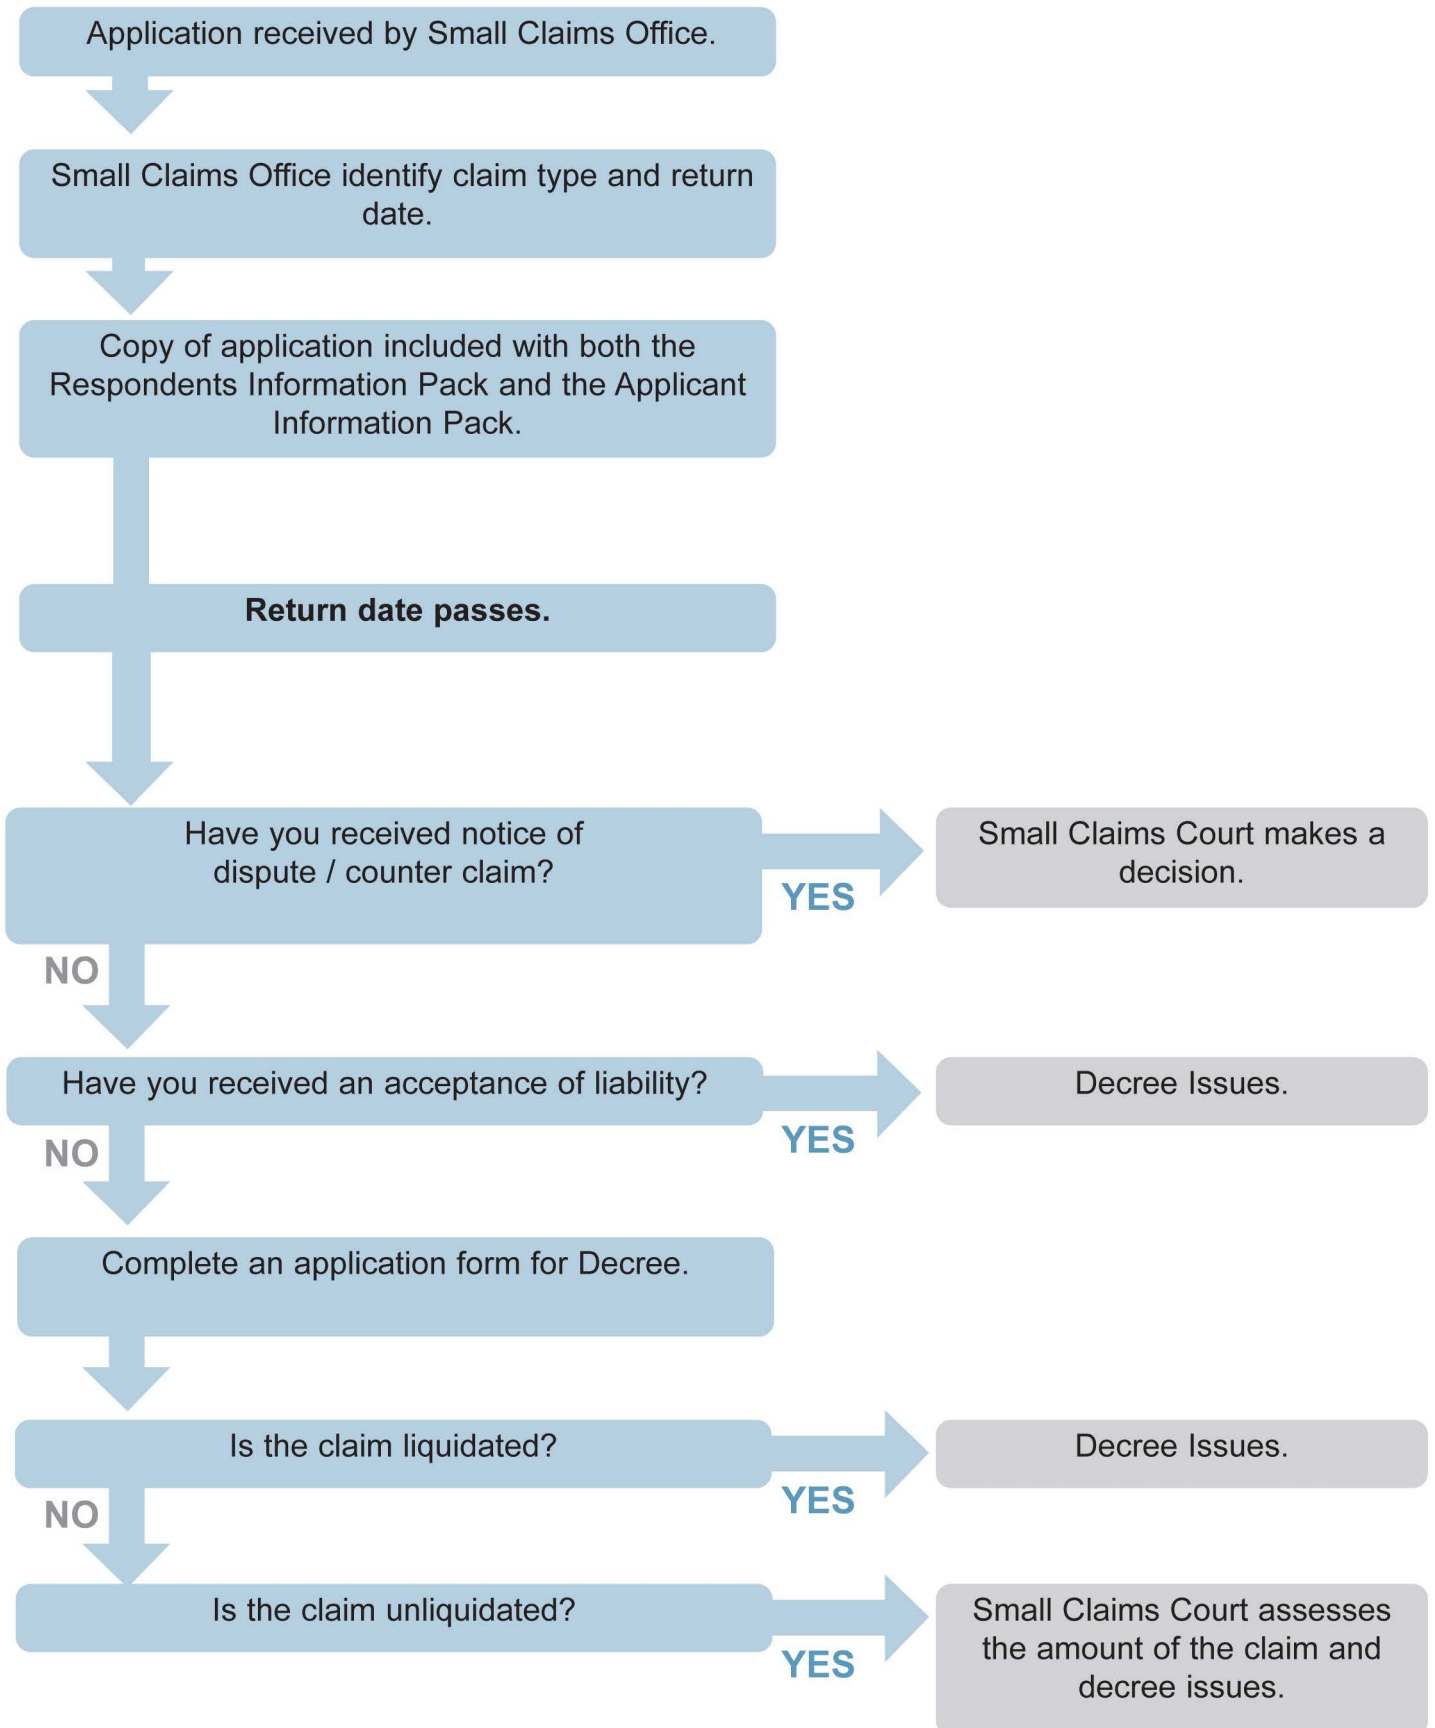 Application received by Small Claims Office.
Small Claims Office identify claim type and return
date.
Copy of application included with both the
Respondents Information Pack and the Applicant
Information Pack.
Return date passes.
Have you received notice of
dispute / counter claim?
YES
Small Claims Court makes a
decision.
NO
Have you received an acceptance of liability?
YES
Decree Issues.
NO
Complete an application form for Decree.
Is the claim liquidated?
YES
Decree Issues.
NO
Is the claim unliquidated?
YES
Small Claims Court assesses
the amount of the claim and
decree issues.